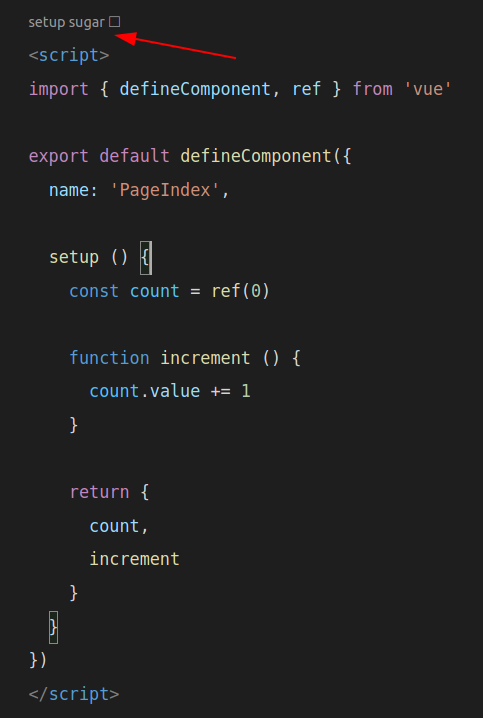 setup sugar ☐
<script>
import { defineComponent, ref } from 'vue'
export default defineComponent({
  name: 'PageIndex',
  setup () {
    const count = ref(0)
    function increment () {
      count.value += 1
    }
    return {
      count,
      increment
    }
  }
})
</script>